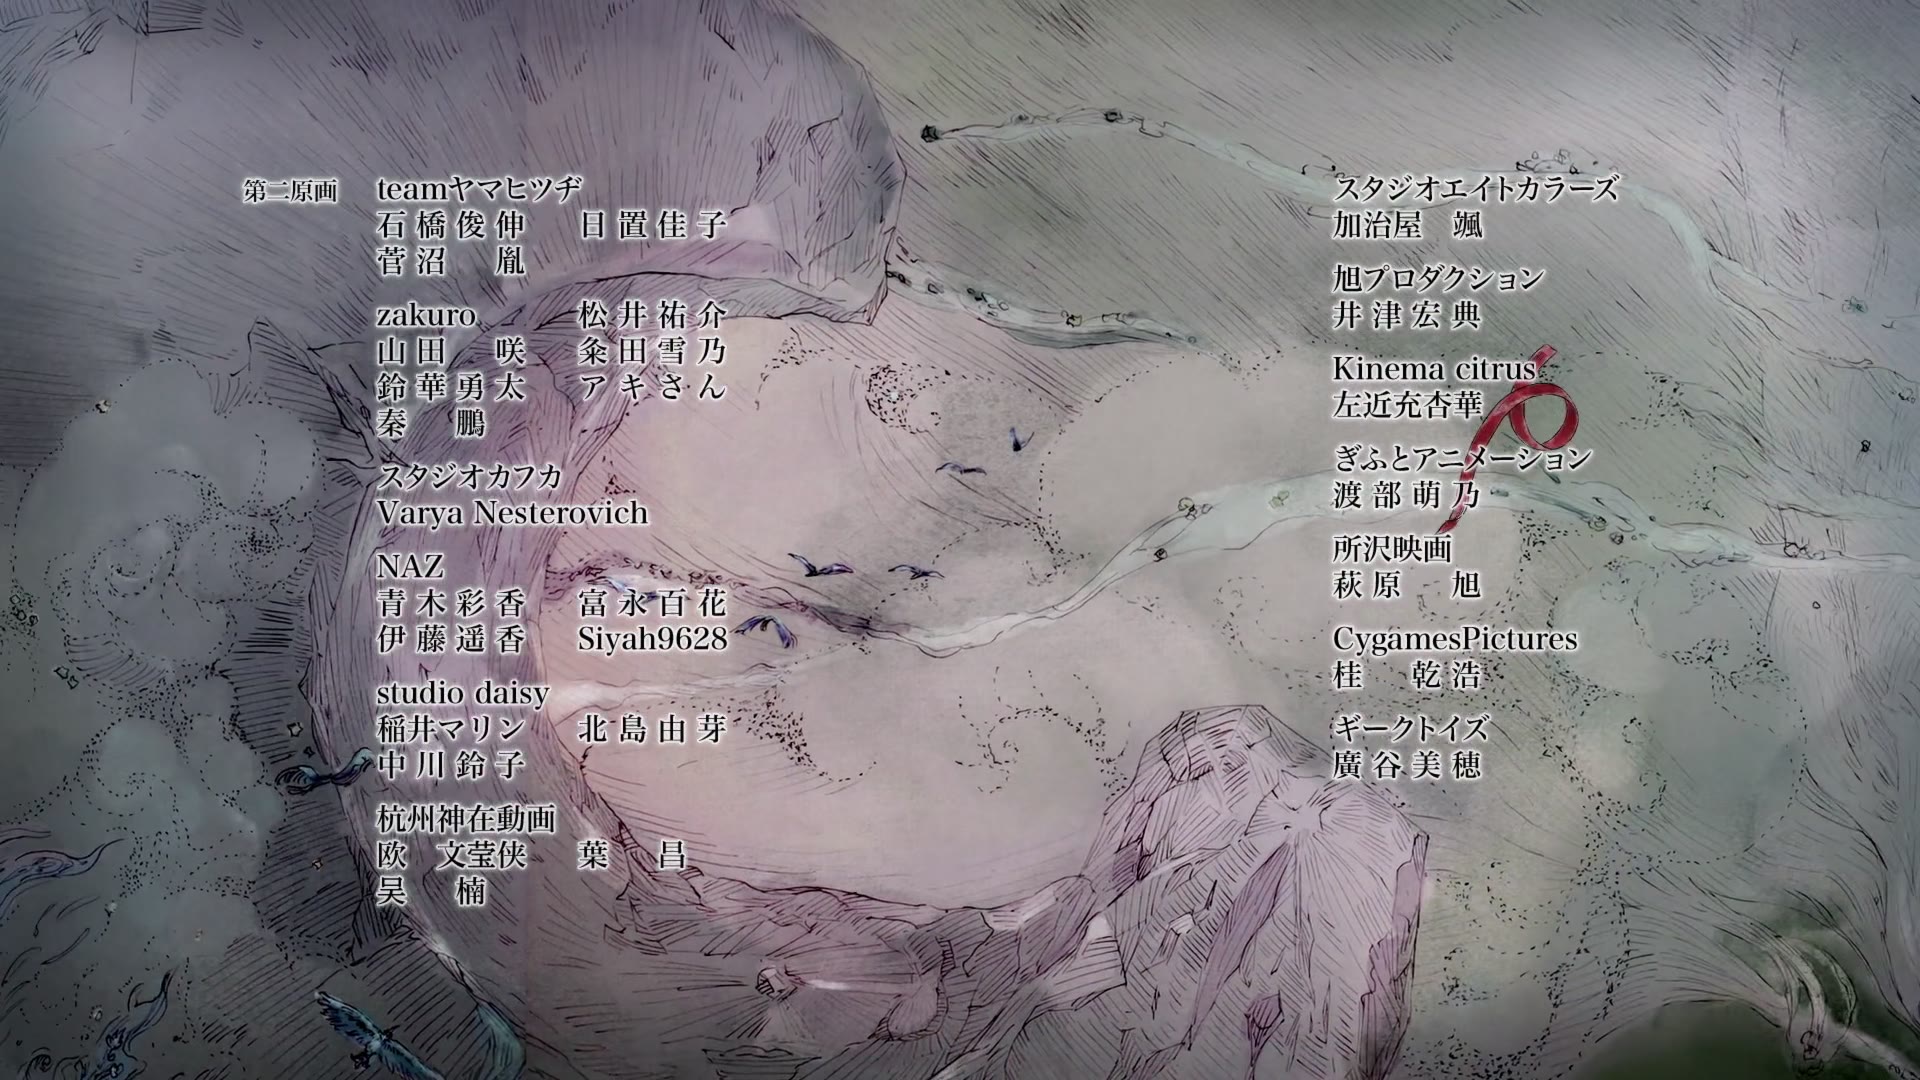 第二原画
teamヤマヒツヂ
石橋俊伸 日置佳子
菅沼 胤
zakuro 松井祐介
山田 咲 粂田雪乃
鈴華勇太 アキさん
秦 鵬
スタジオカフカ
Varya Nesterovich
NAZ
青木彩香 富永百花
伊藤遥香 Siyah9628
studio daisy
稲井マリン 北島由芽
中川鈴子
杭州神在動画
欧 文莹侠 葉 昌
吴 楠
スタジオエイトカラーズ
加治屋 颯
旭プロダクション
井津宏典
Kinema citrus
左近充杏華
ぎふとアニメーション
渡部萌乃
所沢映画
萩原 旭
CygamesPictures
桂 乾浩
ギークトイズ
廣谷美穂